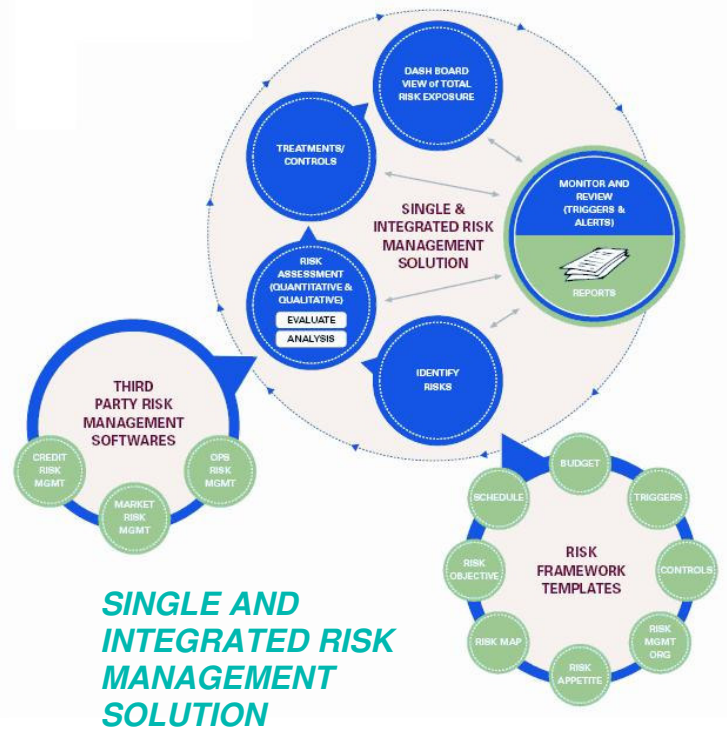 DASH BOARD
VIEW of TOTAL
RISK EXPOSURE
TREATMENTS/
CONTROLS
MONITOR AND
REVIEW
(TRIGGERS &
ALERTS)
REPORTS
SINGLE &
INTEGRATED RISK
MANAGEMENT
SOLUTION
RISK
ASSESSMENT
(QUANTITATIVE &
QUALITATIVE)
EVALUATE
ANALYSIS
IDENTIFY
RISKS
THIRD
PARTY RISK
MANAGEMENT
SOFTWARES
CREDIT
RISK
MGMT
MARKET
RISK
MGMT
OPS
RISK
MGMT
BUDGET
SCHEDULE
TRIGGERS
RISK
OBJECTIVE
RISK
FRAMEWORK
TEMPLATES
CONTROLS
RISK MAP
RISK
MGMT
ORG
RISK
APPETITE
SINGLE AND
INTEGRATED RISK
MANAGEMENT
SOLUTION